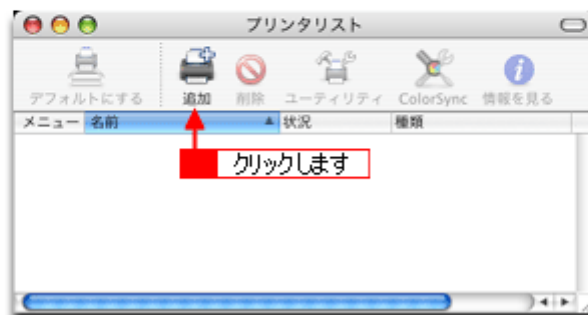 プリンタリスト
デフォルトにする 追加 削除 ユーティリティ ColorSync 情報を見る
メニュー 名前 状況 種類
クリックします